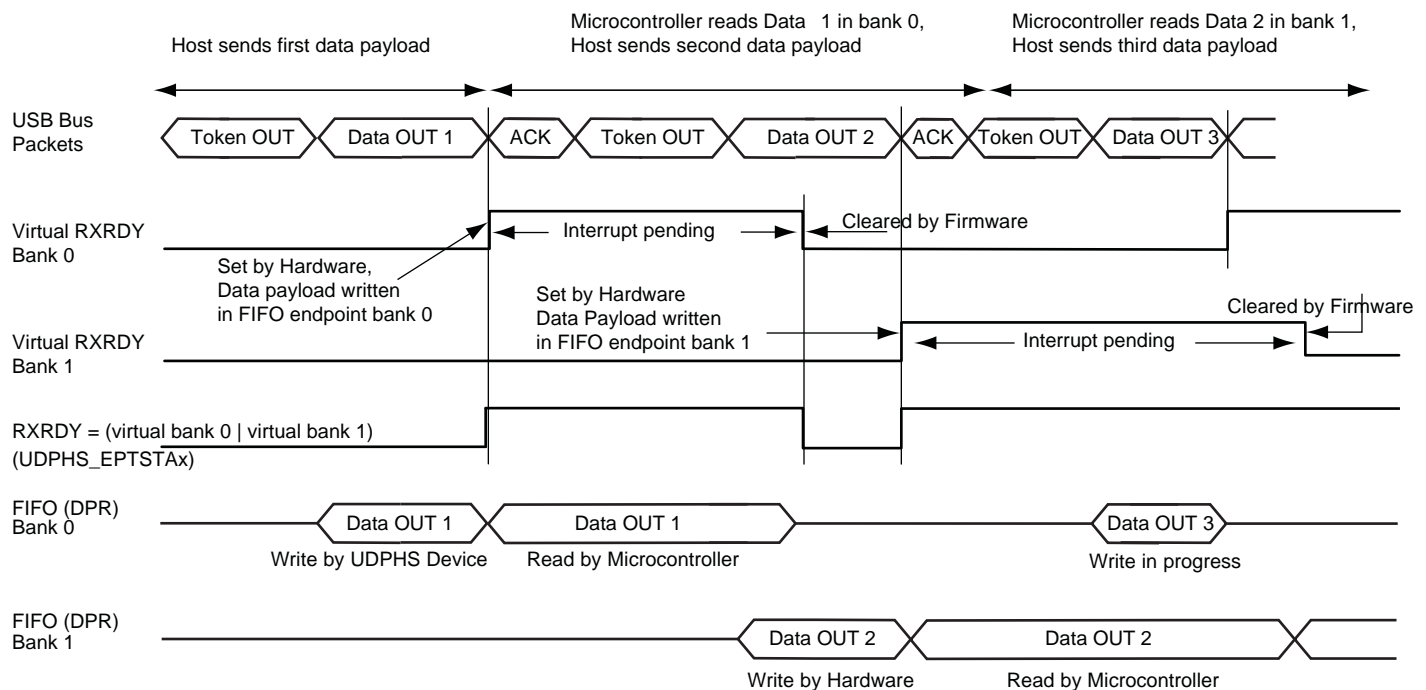 Host sends first data payload
Microcontroller reads Data 1 in bank 0,
Host sends second data payload
Microcontroller reads Data 2 in bank 1,
Host sends third data payload
USB Bus
Packets
Token OUT
Data OUT 1
ACK
Token OUT
Data OUT 2
ACK
Token OUT
Data OUT 3
Virtual RXRDY
Bank 0
Interrupt pending
Cleared by Firmware
Set by Hardware,
Data payload written
in FIFO endpoint bank 0
Set by Hardware
Data Payload written
in FIFO endpoint bank 1
Cleared by Firmware
Virtual RXRDY
Bank 1
Interrupt pending
RXRDY = (virtual bank 0 | virtual bank 1)
(UDPHS_EPTSTAx)
FIFO (DPR)
Bank 0
Data OUT 1
Data OUT 1
Data OUT 3
Write by UDPHS Device
Read by Microcontroller
Write in progress
FIFO (DPR)
Bank 1
Data OUT 2
Data OUT 2
Write by Hardware
Read by Microcontroller